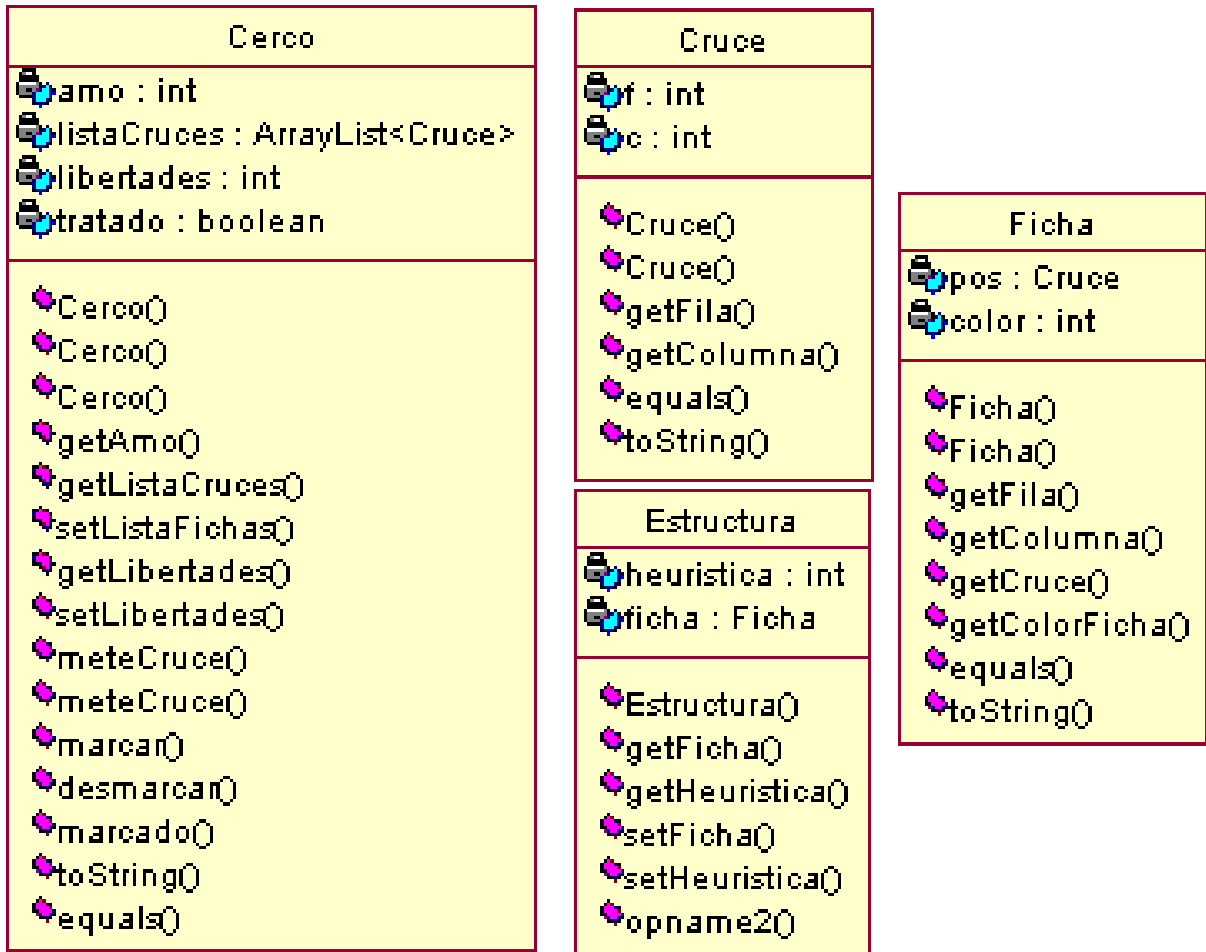 Cerco
amo : int
listaCruces : ArrayList<Cruce>
libertades : int
tratado : boolean
Cerco()
Cerco()
Cerco()
getAmo()
getListaCruces()
setListaFichas()
getLibertades()
setLibertades()
meteCruce()
meteCruce()
marcar()
desmarcar()
marcado()
toString()
equals()
Cruce
f : int
c : int
Cruce()
Cruce()
getFila()
getColumna()
equals()
toString()
Estructura
heuristica : int
ficha : Ficha
Estructura()
getFicha()
getHeuristica()
setFicha()
setHeuristica()
opname2()
Ficha
pos : Cruce
color : int
Ficha()
Ficha()
getFila()
getColumna()
getCruce()
getColorFicha()
equals()
toString()